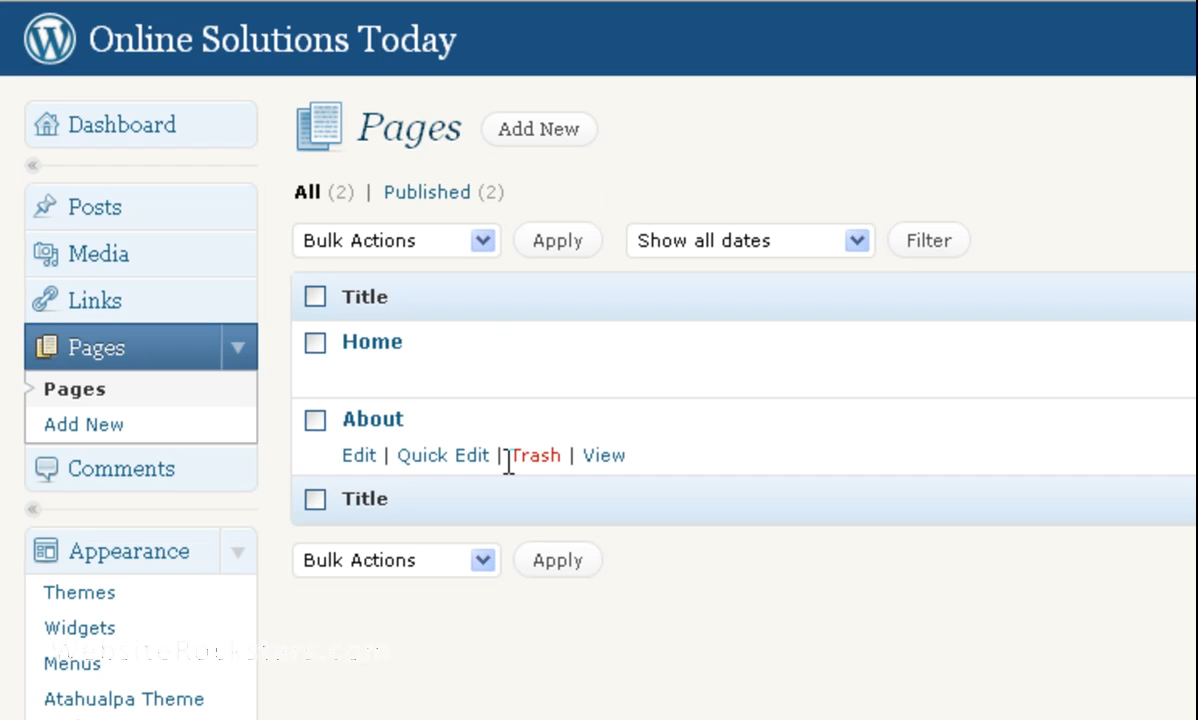 Online Solutions Today
Dashboard
Posts
Media
Links
Pages
Pages
Add New
Comments
Appearance
Themes
Widgets
Menus
Atahualpa Theme
Pages Add New
All (2) | Published (2)
Bulk Actions Apply Show all dates Filter
Title
Home
About
Edit | Quick Edit | Trash | View
Title
Bulk Actions Apply
WebsiteRockstars.com